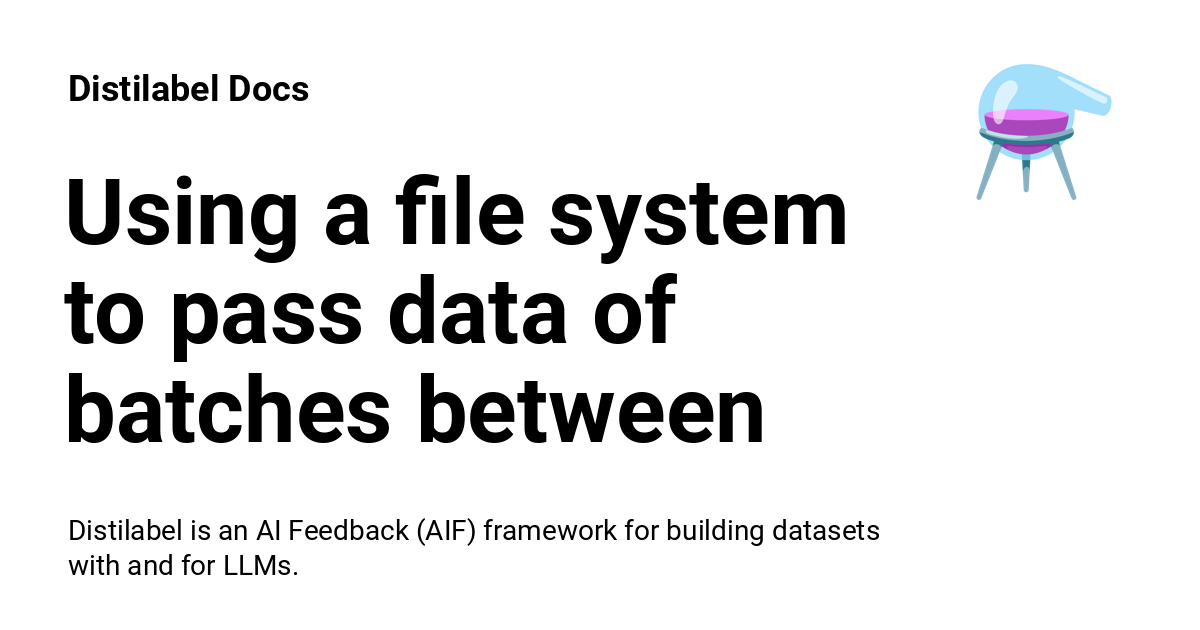 Distilabel Docs
Using a file system
to pass data of
batches between
Distilabel is an AI Feedback (AIF) framework for building datasets
with and for LLMs.